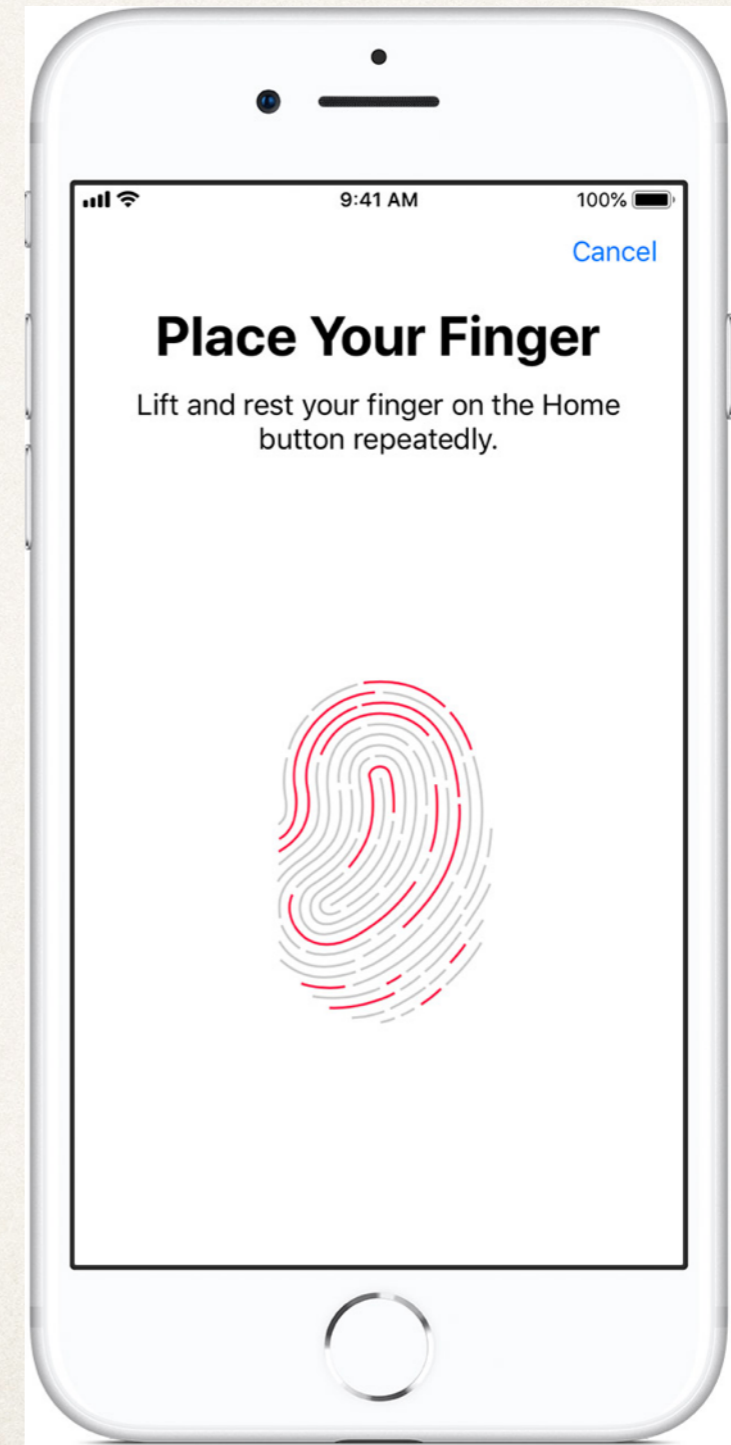 9:41 AM
100%
Cancel
Place Your Finger
Lift and rest your finger on the Home
button repeatedly.